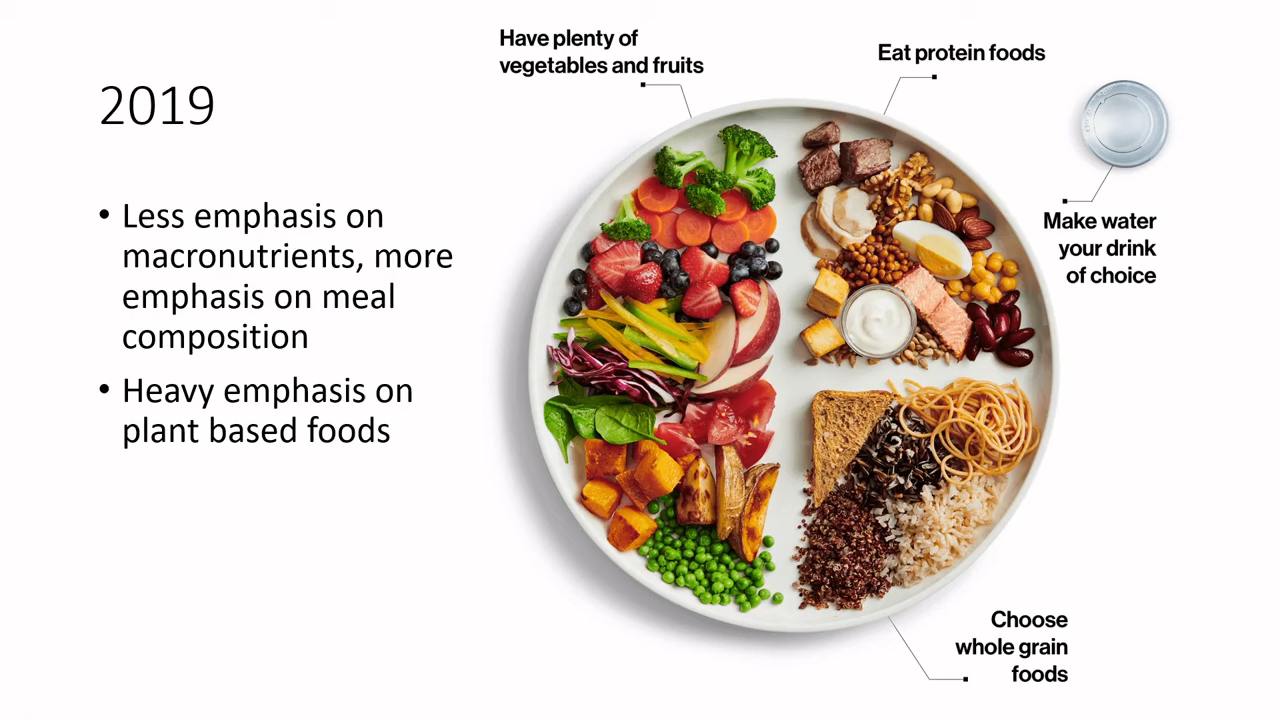 2019
• Less emphasis on
macronutrients, more
emphasis on meal
composition
• Heavy emphasis on
plant based foods
Have plenty of
vegetables and fruits
Eat protein foods
Make water
your drink
of choice
Choose
whole grain
foods